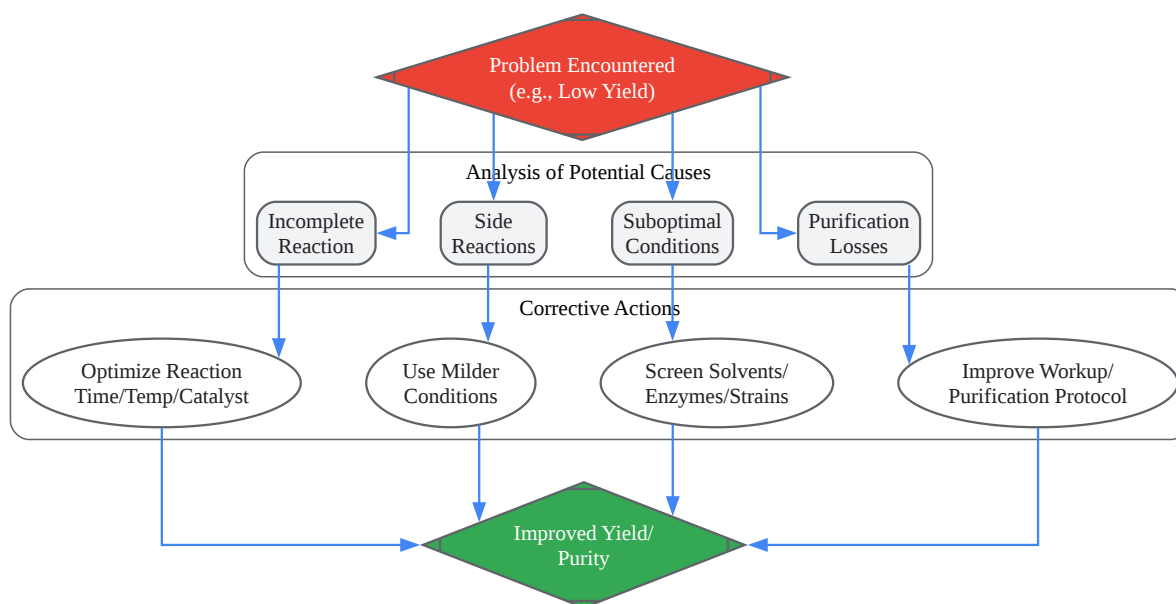 Problem Encountered
(e.g., Low Yield)
Analysis of Potential Causes
Incomplete
Reaction
Side
Reactions
Suboptimal
Conditions
Purification
Losses
Corrective Actions
Optimize Reaction
Time/Temp/Catalyst
Use Milder
Conditions
Screen Solvents/
Enzymes/Strains
Improve Workup/
Purification Protocol
Improved Yield/
Purity